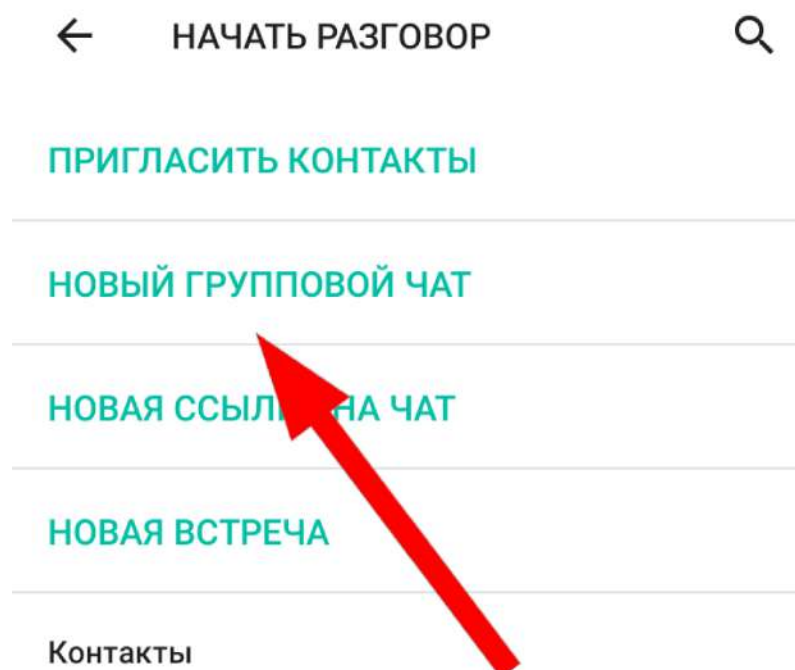 НАЧАТЬ РАЗГОВОР
ПРИГЛАСИТЬ КОНТАКТЫ
НОВЫЙ ГРУППОВОЙ ЧАТ
НОВАЯ НА ЧАТ
НОВАЯ ВСТРЕЧА
Контакты